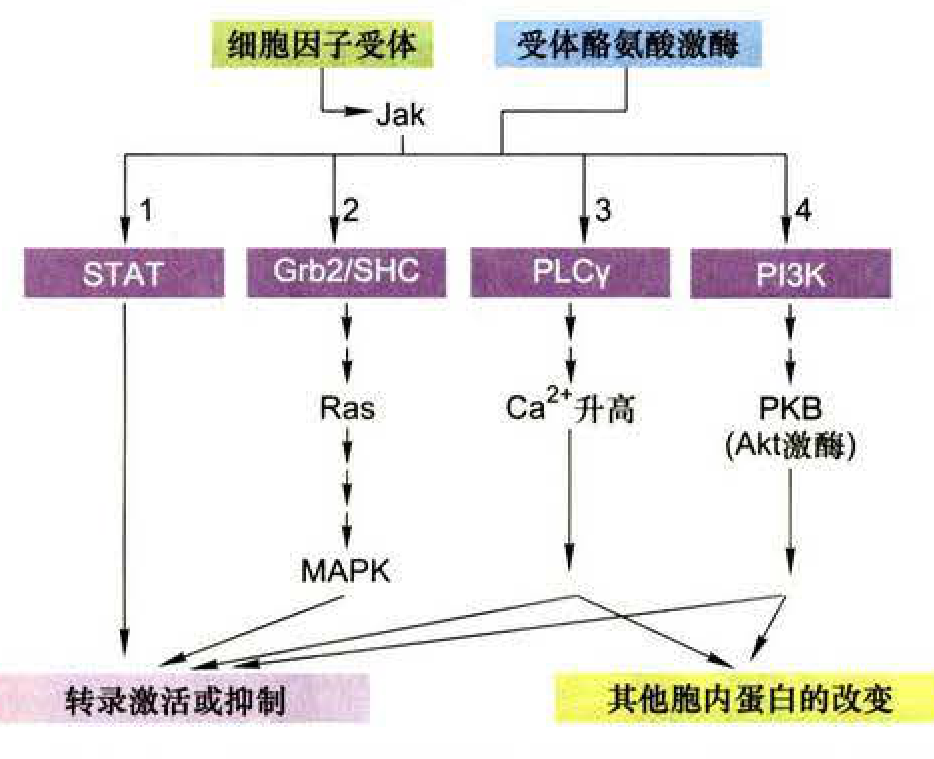 细胞因子受体
受体酪氨酸激酶
Jak
1
2
3
4
STAT
Grb2/SHC
PLCγ
PI3K
Ras
Ca²⁺升高
PKB
(Akt激酶)
MAPK
转录激活或抑制
其他胞内蛋白的改变